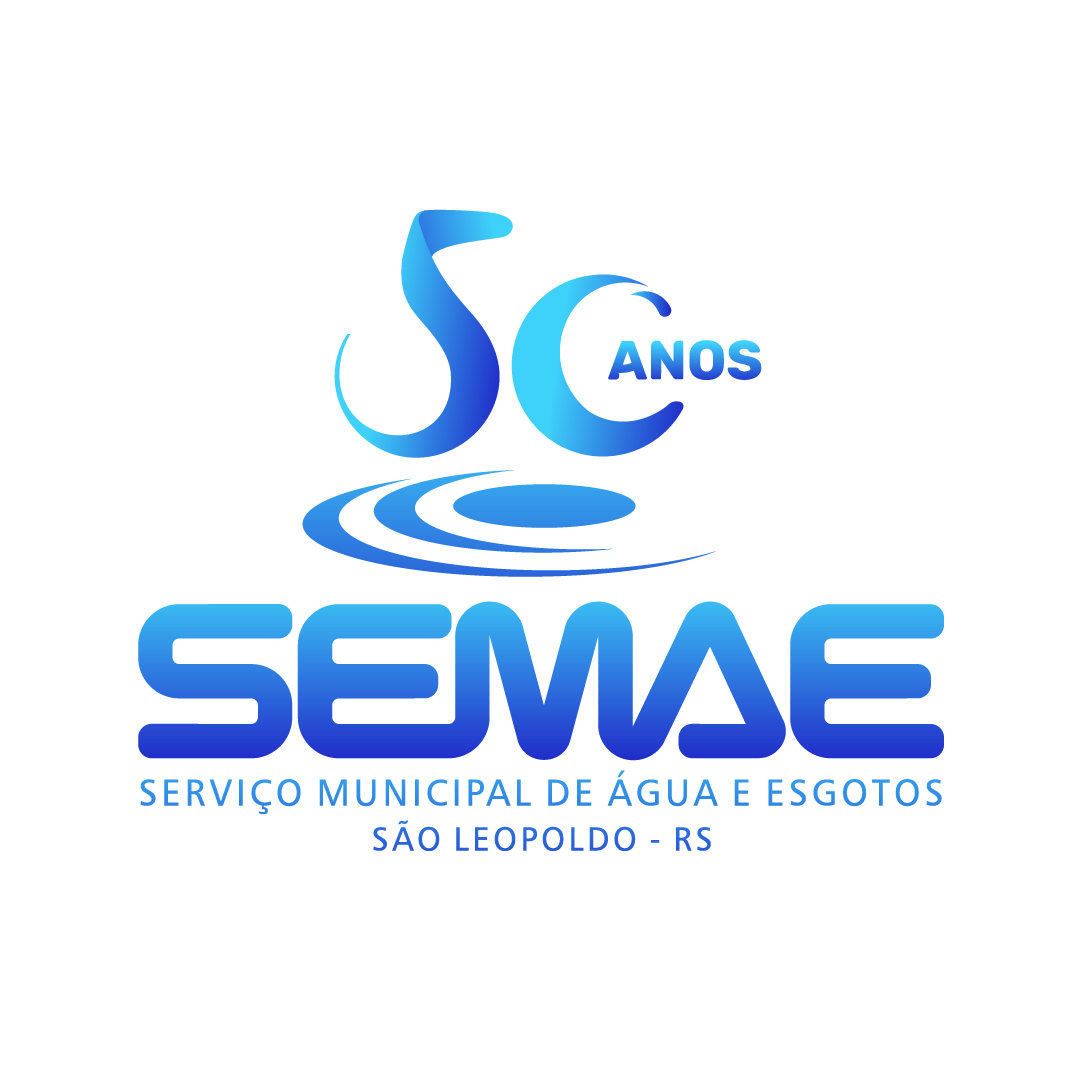 50 ANOS
SEMAE
SERVIÇO MUNICIPAL DE ÁGUA E ESGOTOS
SÃO LEOPOLDO - RS